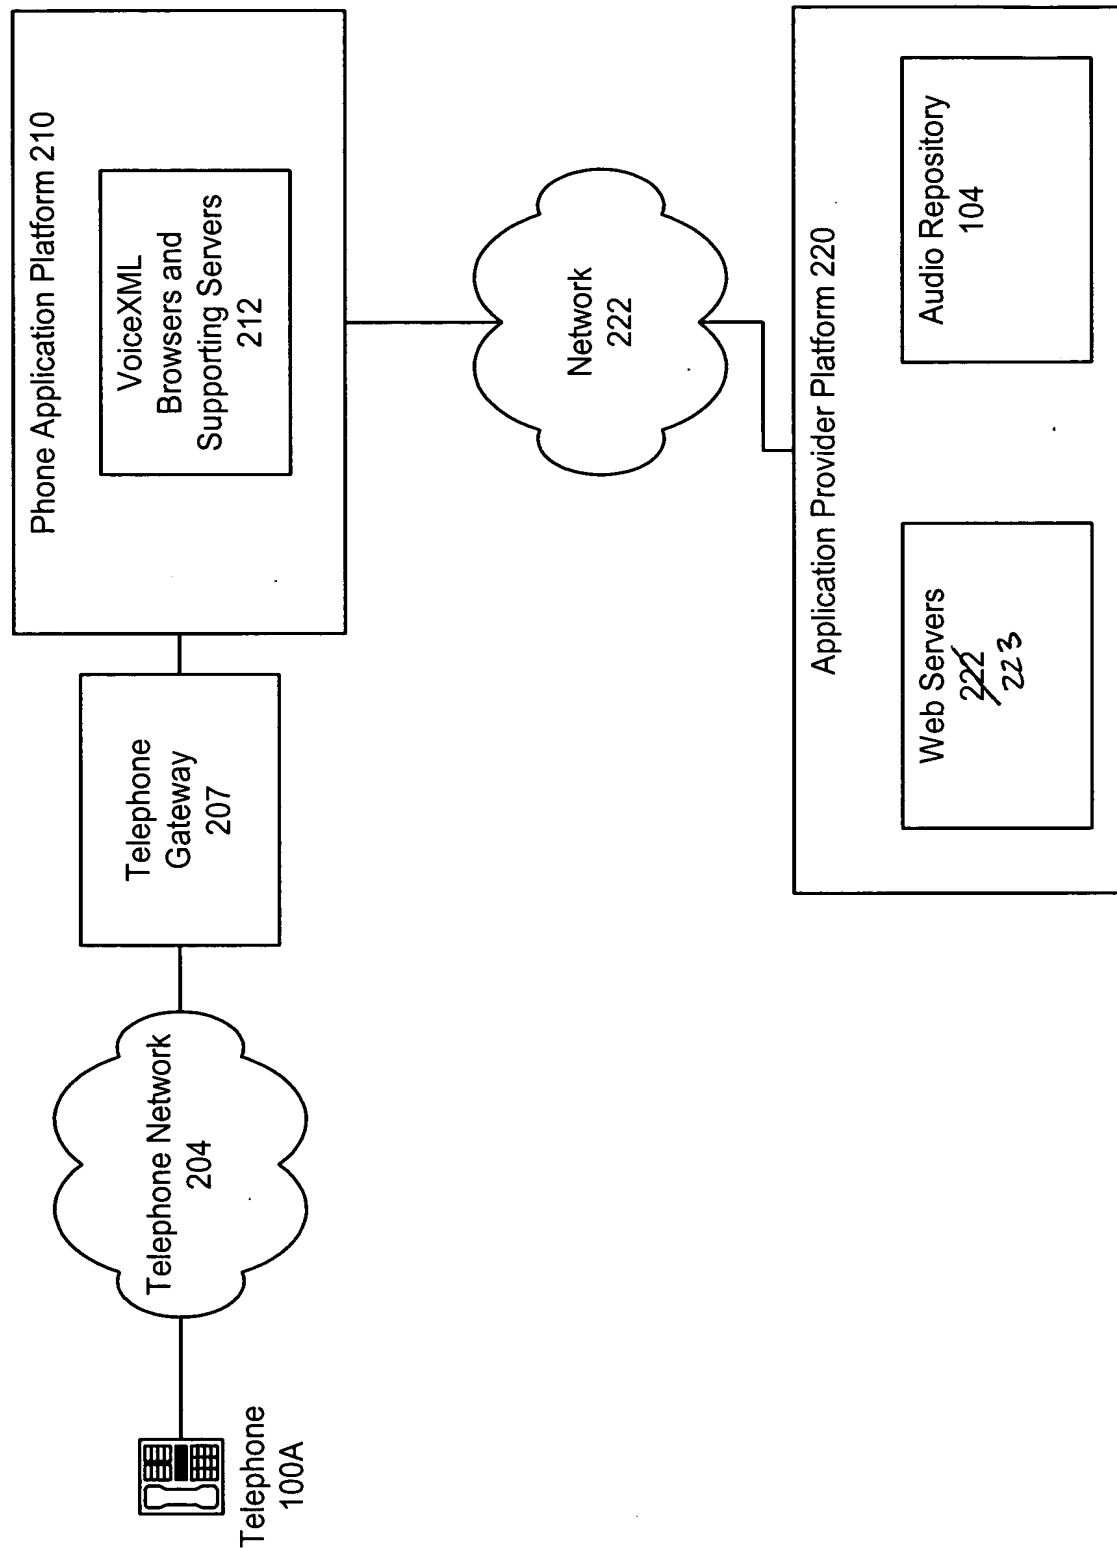 Telephone
100A
Telephone Network
204
Telephone
Gateway
207
Phone Application Platform 210
VoiceXML
Browsers and
Supporting Servers
212
Network
222
Application Provider Platform 220
Web Servers
222
223
Audio Repository
104